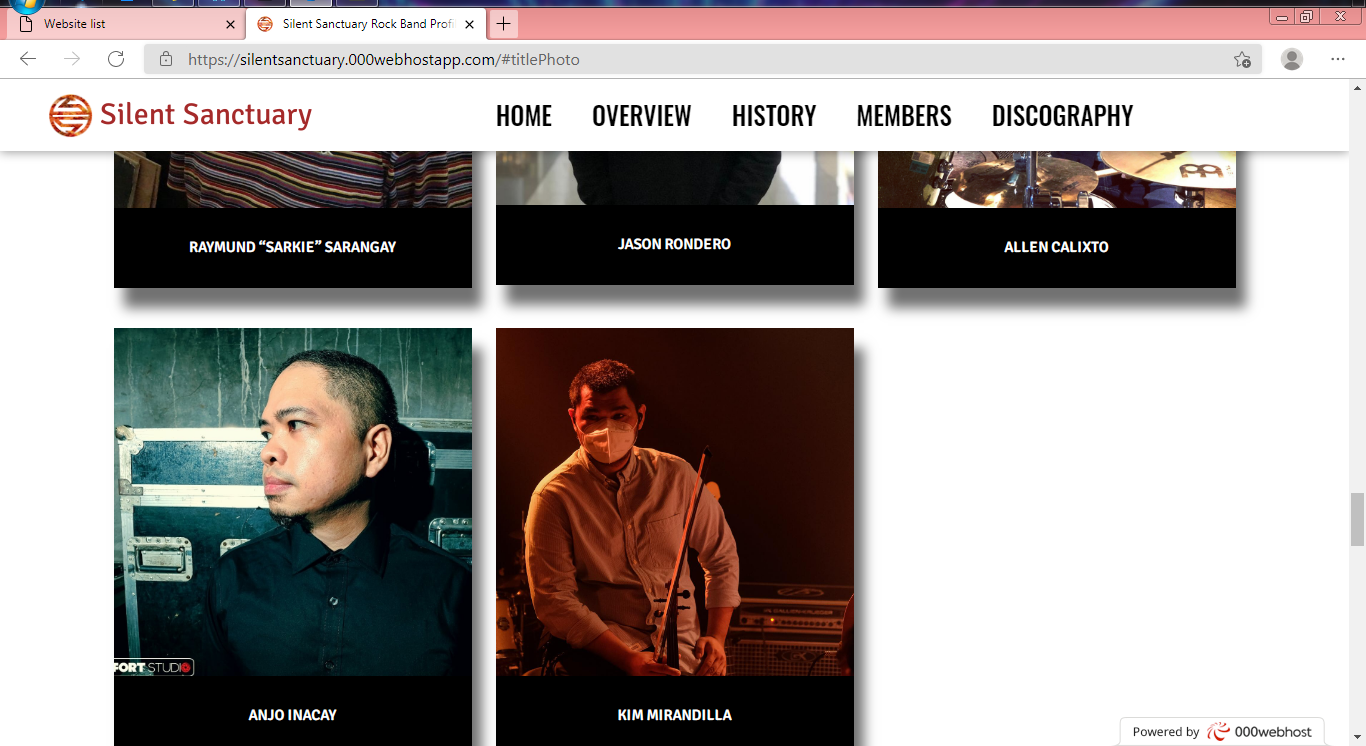 Website list
Silent Sanctuary Rock Band Profi
https://silentsanctuary.000webhostapp.com/#titlePhoto
Silent Sanctuary HOME OVERVIEW HISTORY MEMBERS DISCOGRAPHY
RAYMUND “SARKIE” SARANGAY
JASON RONDERO
ALLEN CALIXTO
FORT STUDIO
ANJO INACAY
KIM MIRANDILLA
Powered by 000webhost